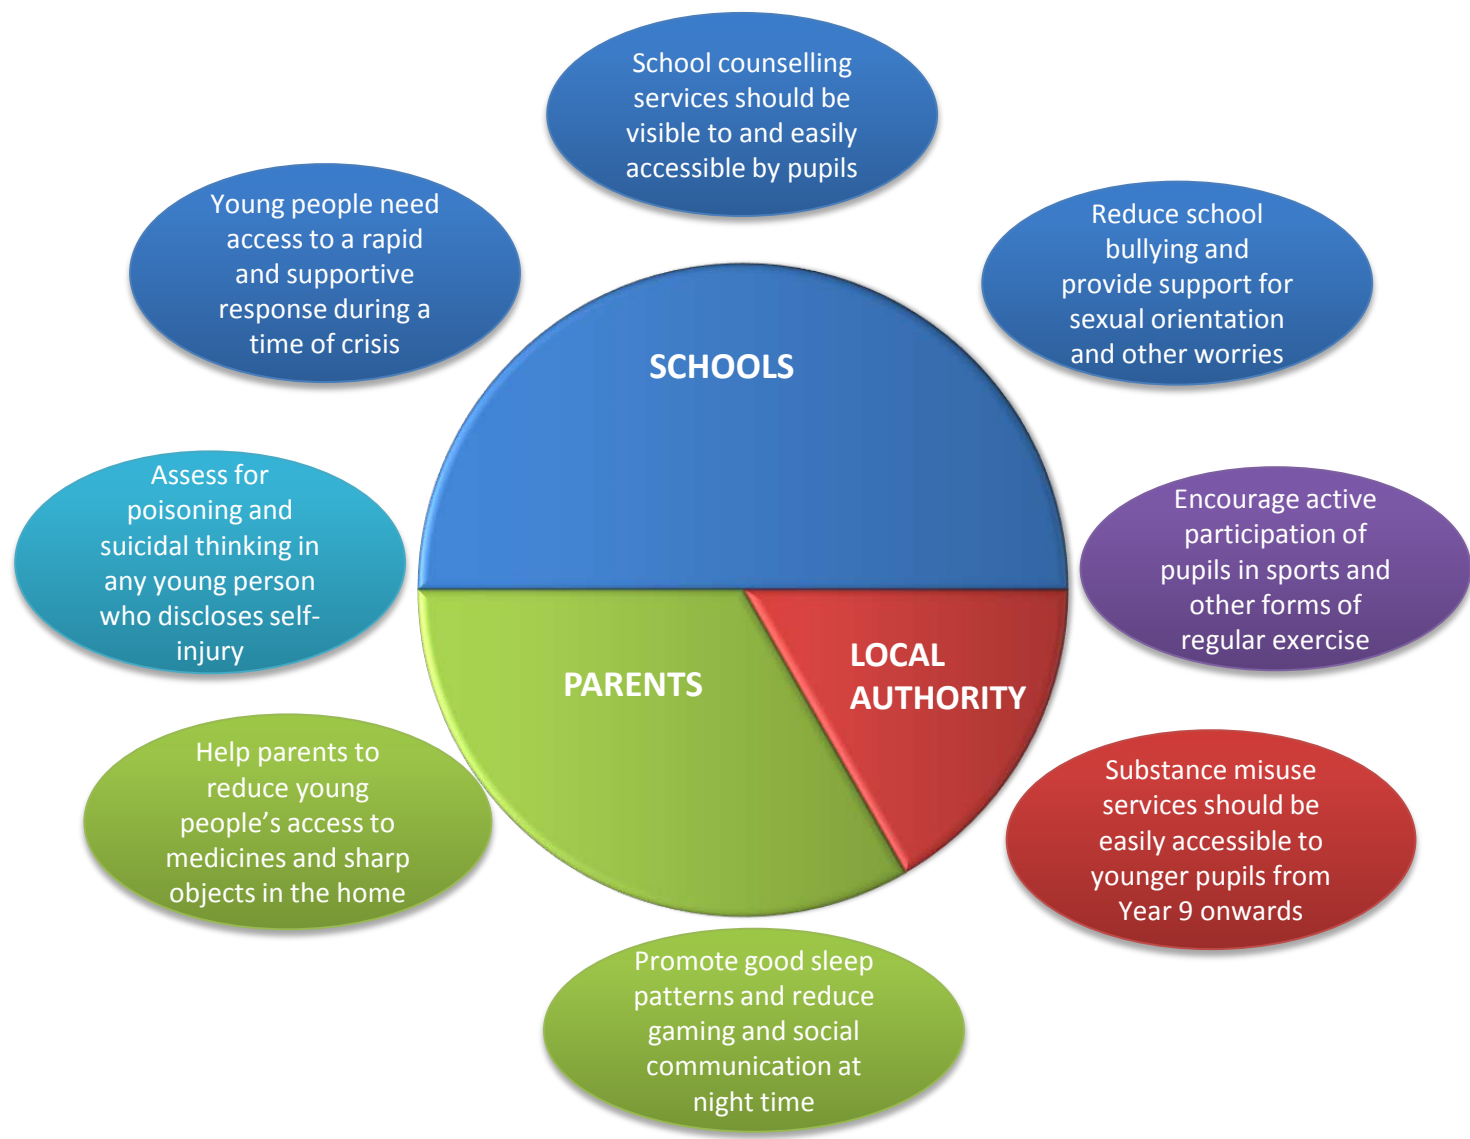 School counselling
services should be
visible to and easily
accessible by pupils
Young people need
access to a rapid
and supportive
response during a
time of crisis
Reduce school
bullying and
provide support for
sexual orientation
and other worries
SCHOOLS
Assess for
poisoning and
suicidal thinking in
any young person
who discloses self-
injury
Encourage active
participation of
pupils in sports and
other forms of
regular exercise
PARENTS
LOCAL
AUTHORITY
Help parents to
reduce young
people’s access to
medicines and sharp
objects in the home
Substance misuse
services should be
easily accessible to
younger pupils from
Year 9 onwards
Promote good sleep
patterns and reduce
gaming and social
communication at
night time